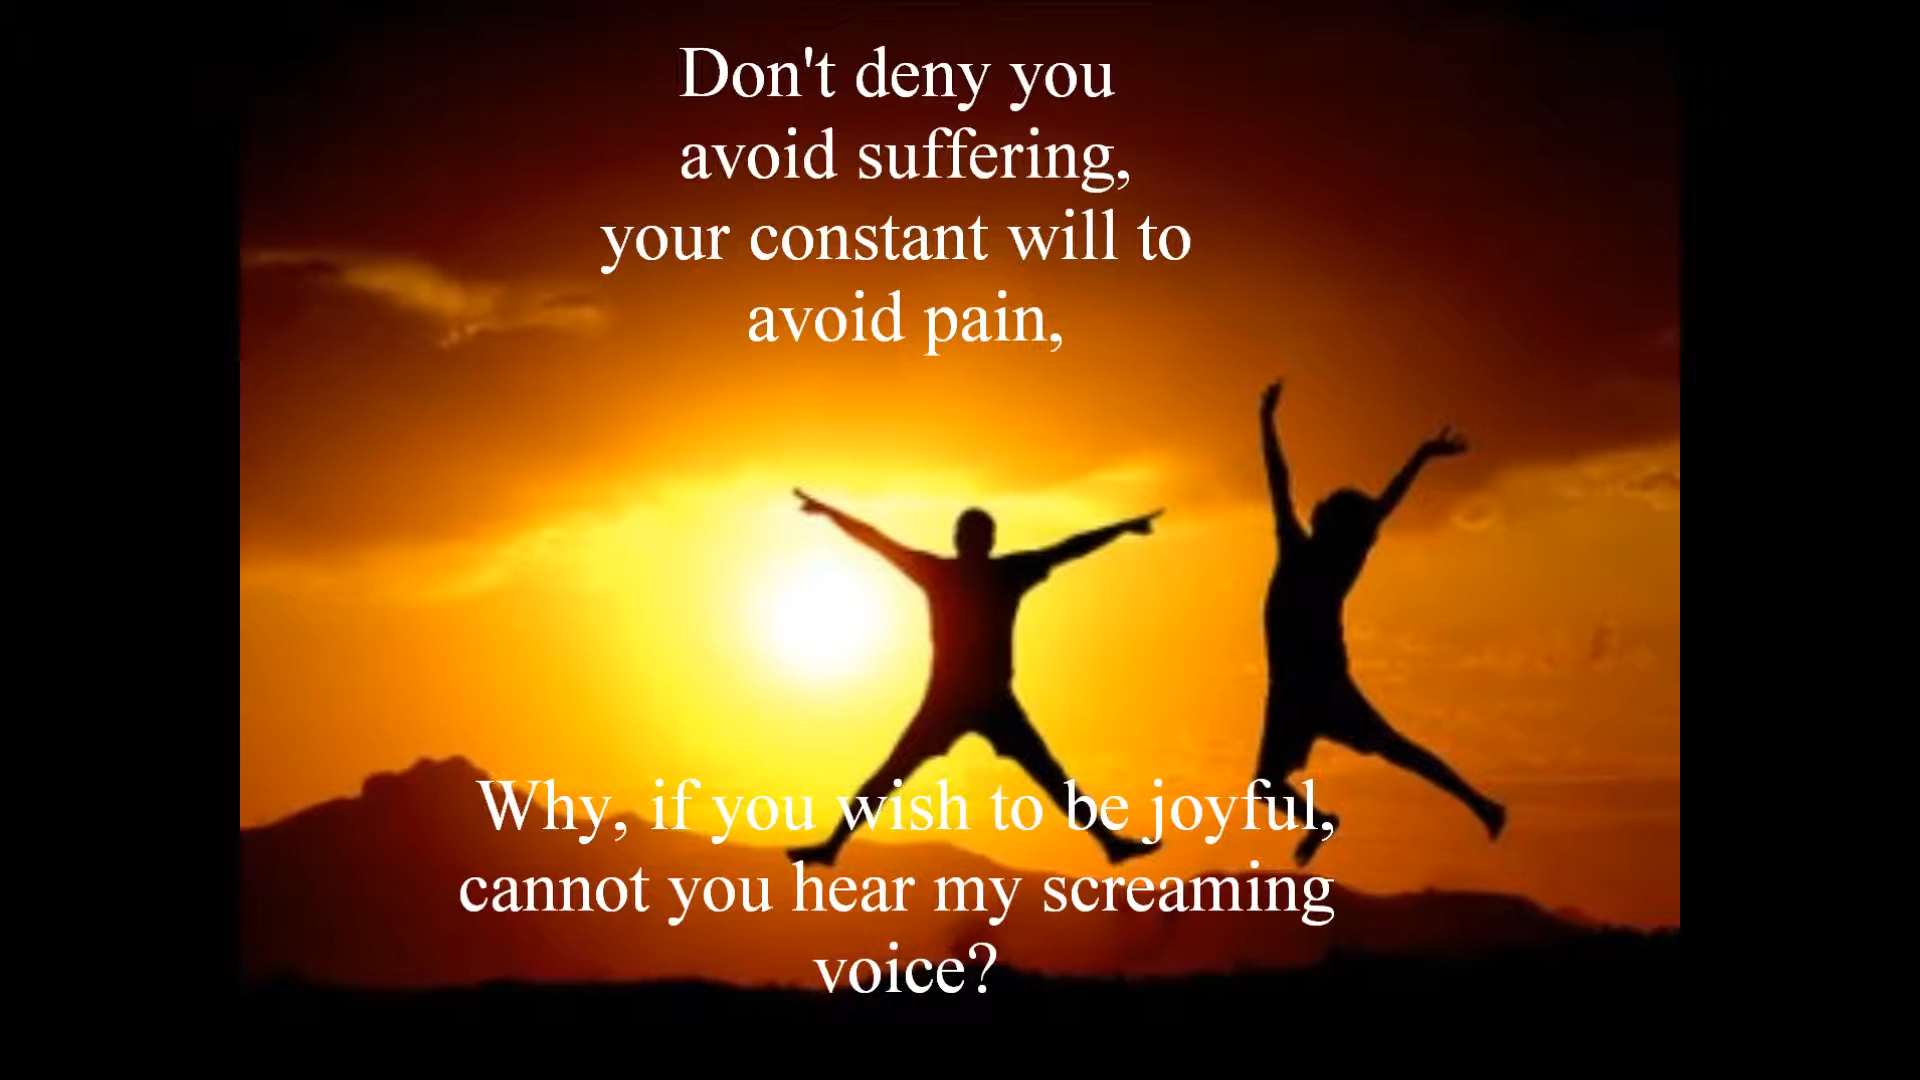 Don't deny you
avoid suffering,
your constant will to
avoid pain,
Why, if you wish to be joyful,
cannot you hear my screaming
voice?